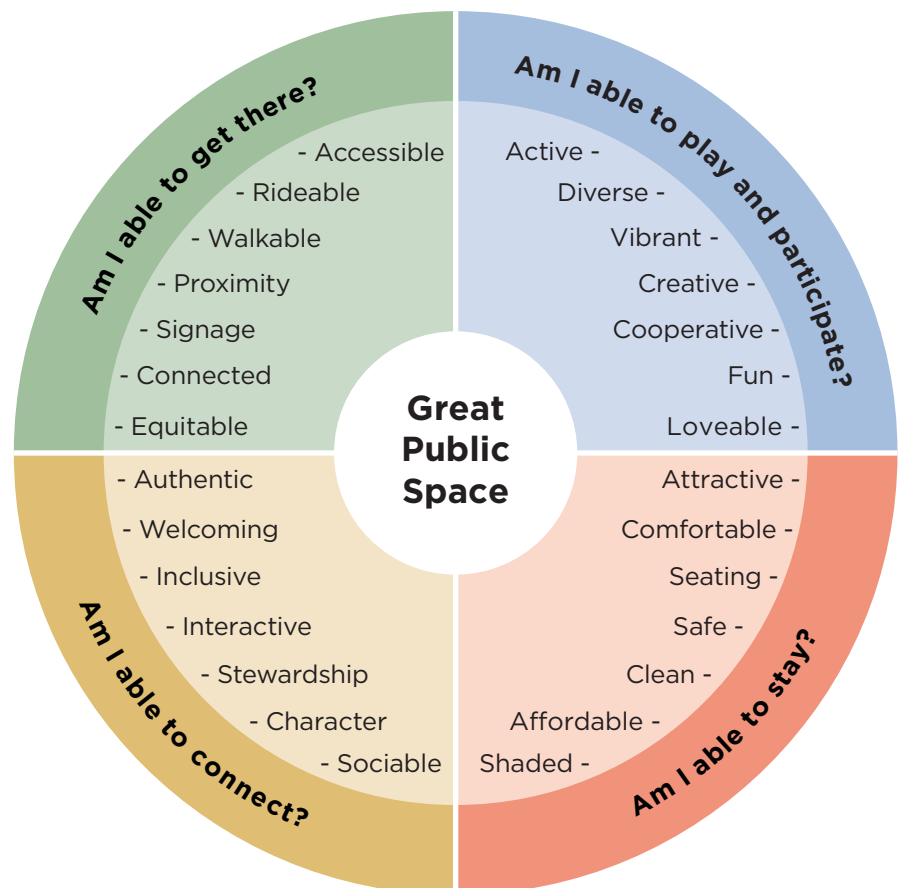 Am I able to get there?
- Accessible
- Rideable
- Walkable
- Proximity
- Signage
- Connected
- Equitable
Am I able to play and participate?
Active -
Diverse -
Vibrant -
Creative -
Cooperative -
Fun -
Loveable -
Great
Public
Space
- Authentic
- Welcoming
- Inclusive
- Interactive
- Stewardship
- Character
- Sociable
Am I able to connect?
Attractive -
Comfortable -
Seating -
Safe -
Clean -
Affordable -
Shaded -
Am I able to stay?